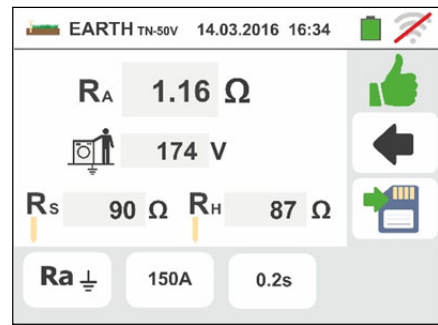 EARTH TN-50V 14.03.2016 16:34
RA 1.16 Ω
174 V
Rs 90 Ω RH 87 Ω
Ra 150A 0.2s